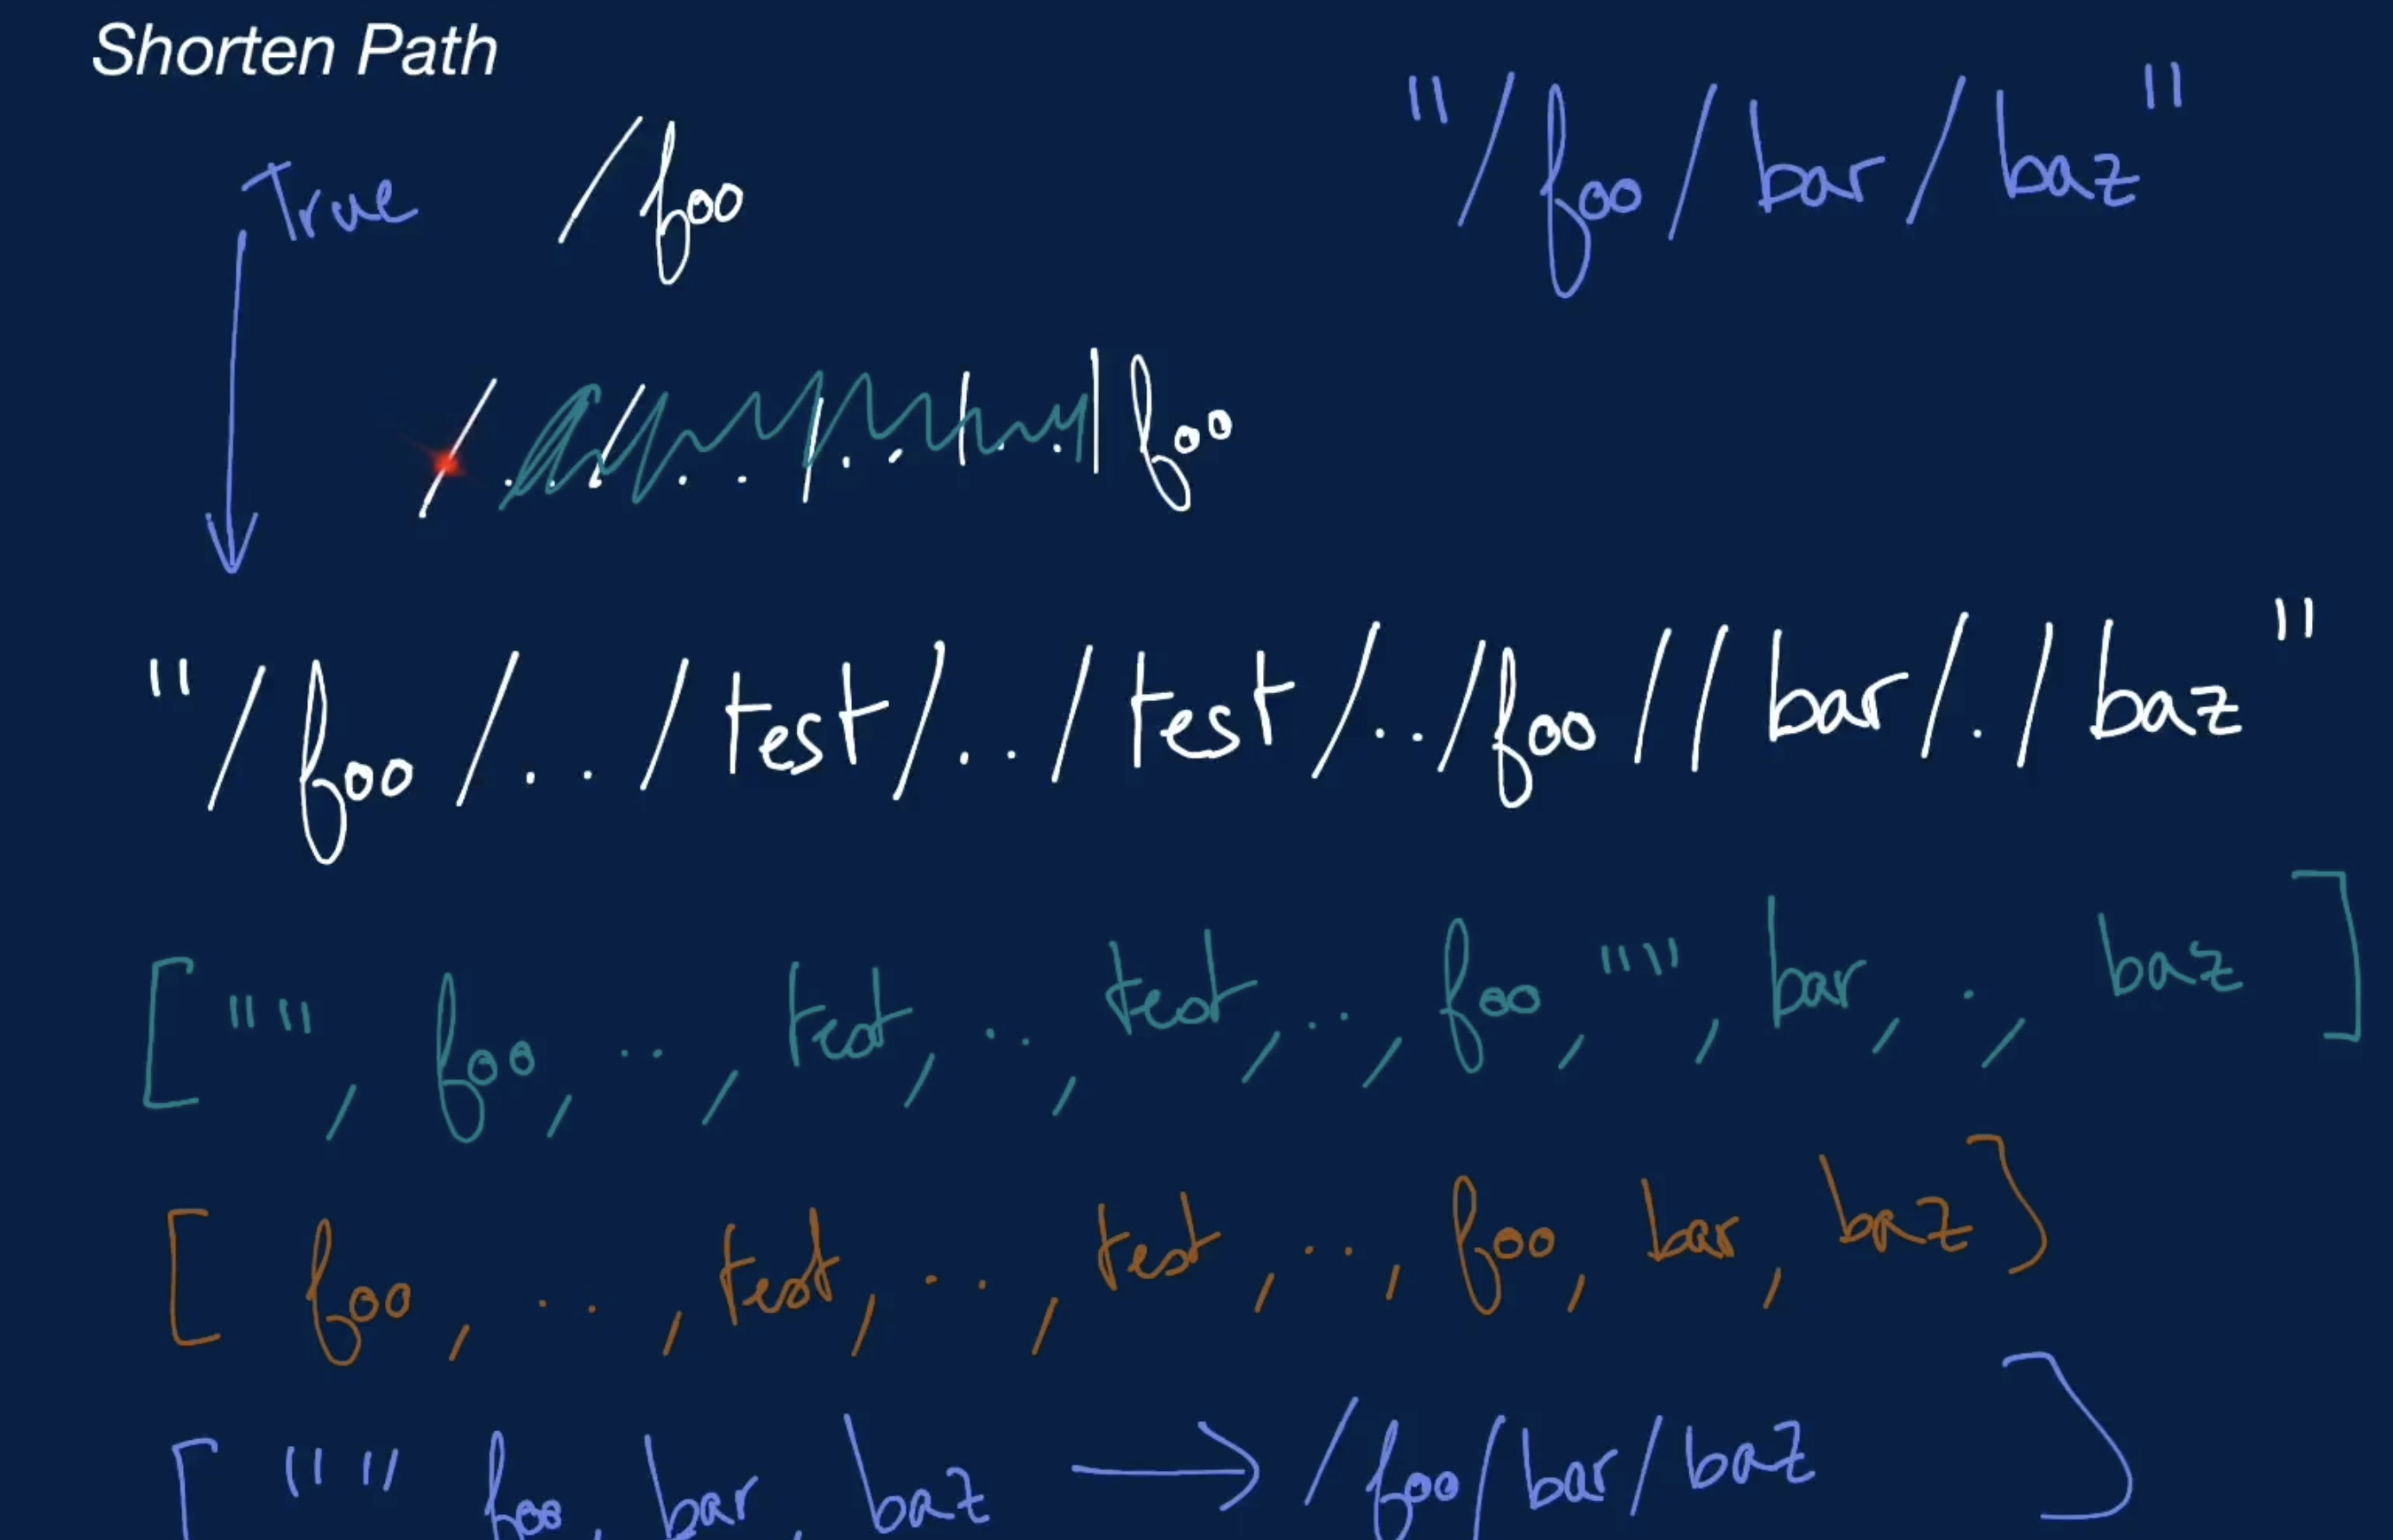 Shorten Path
"/foo/bar/baz"
True /foo
/../../../../foo
"/foo/../test/../test/../foo//bar/./baz"
["", foo, .., test, .., test, .., foo, "", bar, ., baz]
[foo, .., test, .., test, .., foo, bar, baz]
["" foo, bar, baz → /foo/bar/baz ]